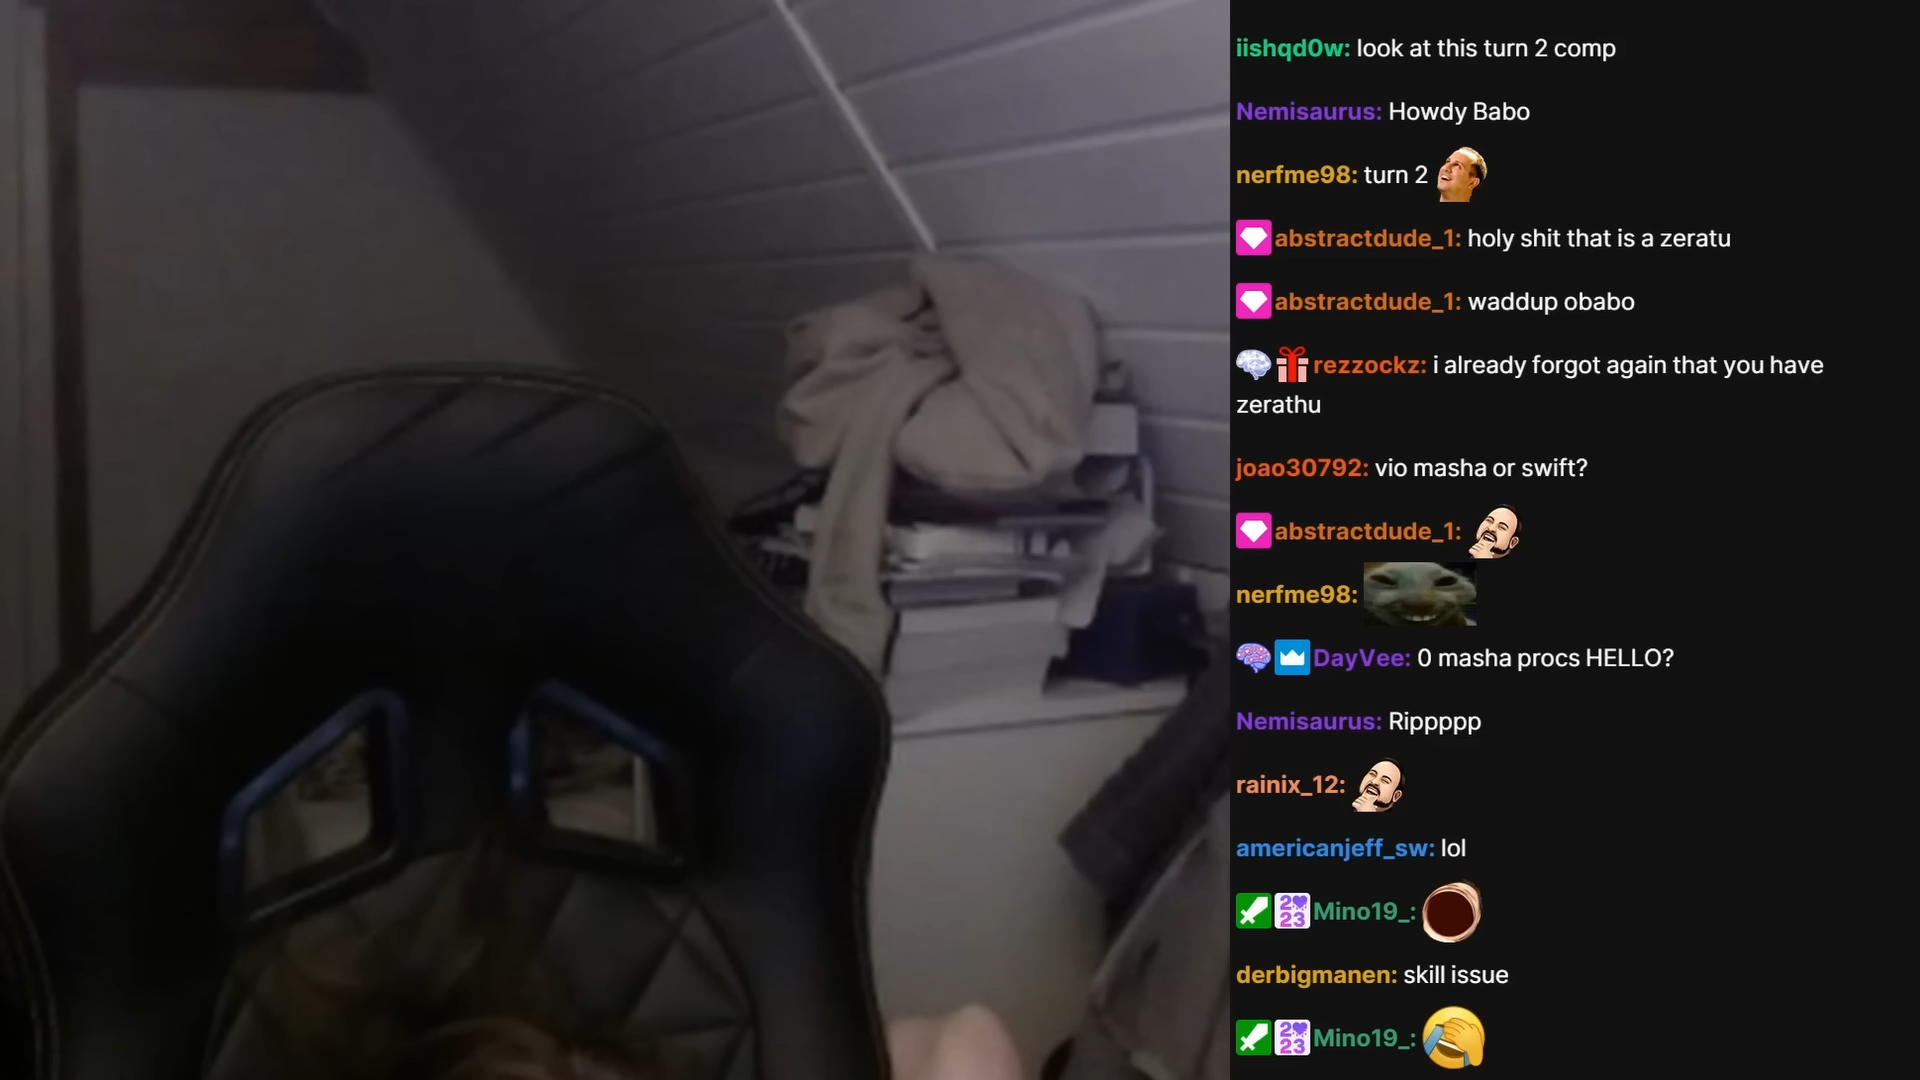 iishqd0w: look at this turn 2 comp
Nemisaurus: Howdy Babo
nerfme98: turn 2
abstractdude_1: holy shit that is a zeratu
abstractdude_1: waddup obabo
rezzockz: i already forgot again that you have
zerathu
joao30792: vio masha or swift?
abstractdude_1:
nerfme98:
DayVee: 0 masha procs HELLO?
Nemisaurus: Rippppp
rainix_12:
americanjeff_sw: lol
2023 Mino19_:
derbigmanen: skill issue
2023 Mino19_: